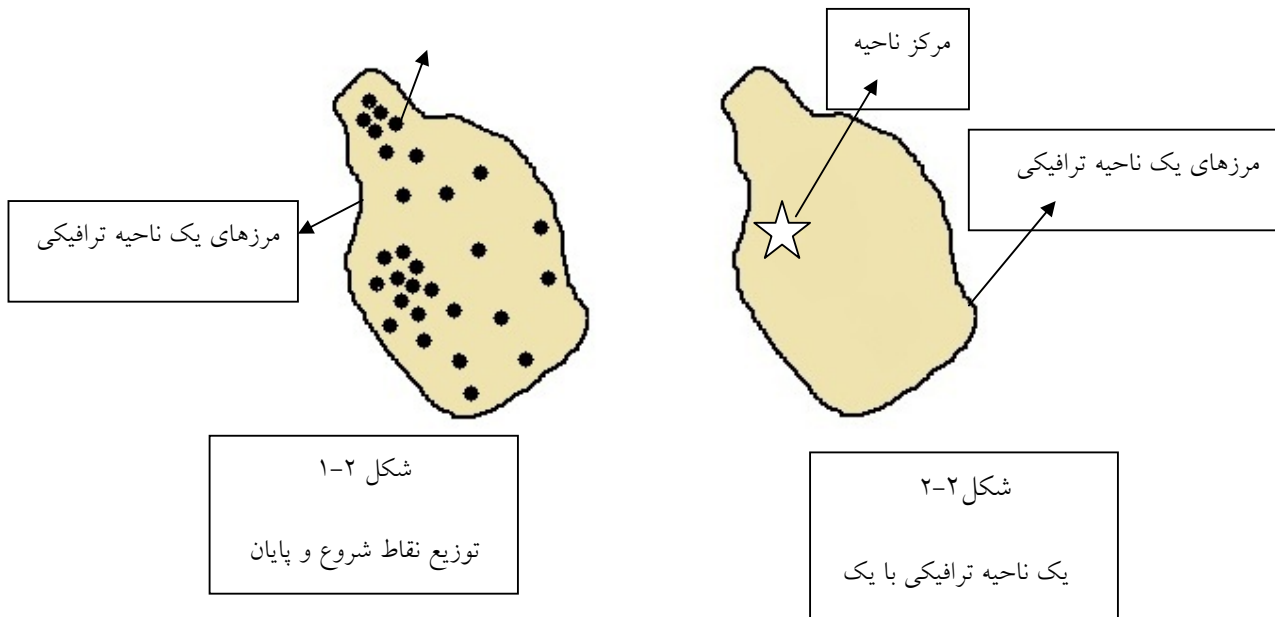 مرکز ناحیه
مرزهای یک ناحیه ترافیکی
مرزهای یک ناحیه ترافیکی
شکل ۲-۱
توزیع نقاط شروع و پایان
شکل۲-۲
یک ناحیه ترافیکی با یک